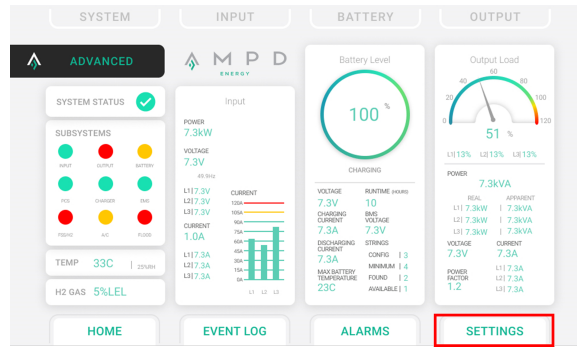 SYSTEM
INPUT
BATTERY
OUTPUT
ADVANCED
MPD
ENERGY
SYSTEM STATUS
SUBSYSTEMS
INPUT OUTPUT BATTERY
PCS CHARGER EMS
A/C
TEMP 33C | 25%RH
H2 GAS 5%LEL
Input
POWER
7.3kW
VOLTAGE
7.3V
49.9Hz
L1|7.3V
L2|7.3V
L3|7.3V
CURRENT
1.0A
L1|7.3A
L2|7.3A
L3|7.3A
CURRENT
120A
105A
90A
75A
60A
45A
30A
15A
0A
L1 L2 L3
Battery Level
100 %
CHARGING
VOLTAGE
7.3V
RUNTIME (HOURS)
10
CHARGING
CURRENT
7.3A
BMS
VOLTAGE
7.3V
DISCHARGING
CURRENT
7.3A
MAX BATTERY
TEMPERATURE
23C
STRINGS
CONFIG | 3
MINIMUM | 4
FOUND | 2
AVAILABLE | 1
Output Load
0 20 40 60 80 100 120
51 %
L1|13% L2|13% L3|13%
POWER
7.3kVA
REAL APPARENT
L1 | 7.3kW | 7.3kVA
L2 | 7.3kW | 7.3kVA
L3 | 7.3kW | 7.3kVA
VOLTAGE
7.3V
CURRENT
7.3A
POWER
FACTOR
1.2
L1 | 7.3A
L2 | 7.3A
L3 | 7.3A
HOME
EVENT LOG
ALARMS
SETTINGS